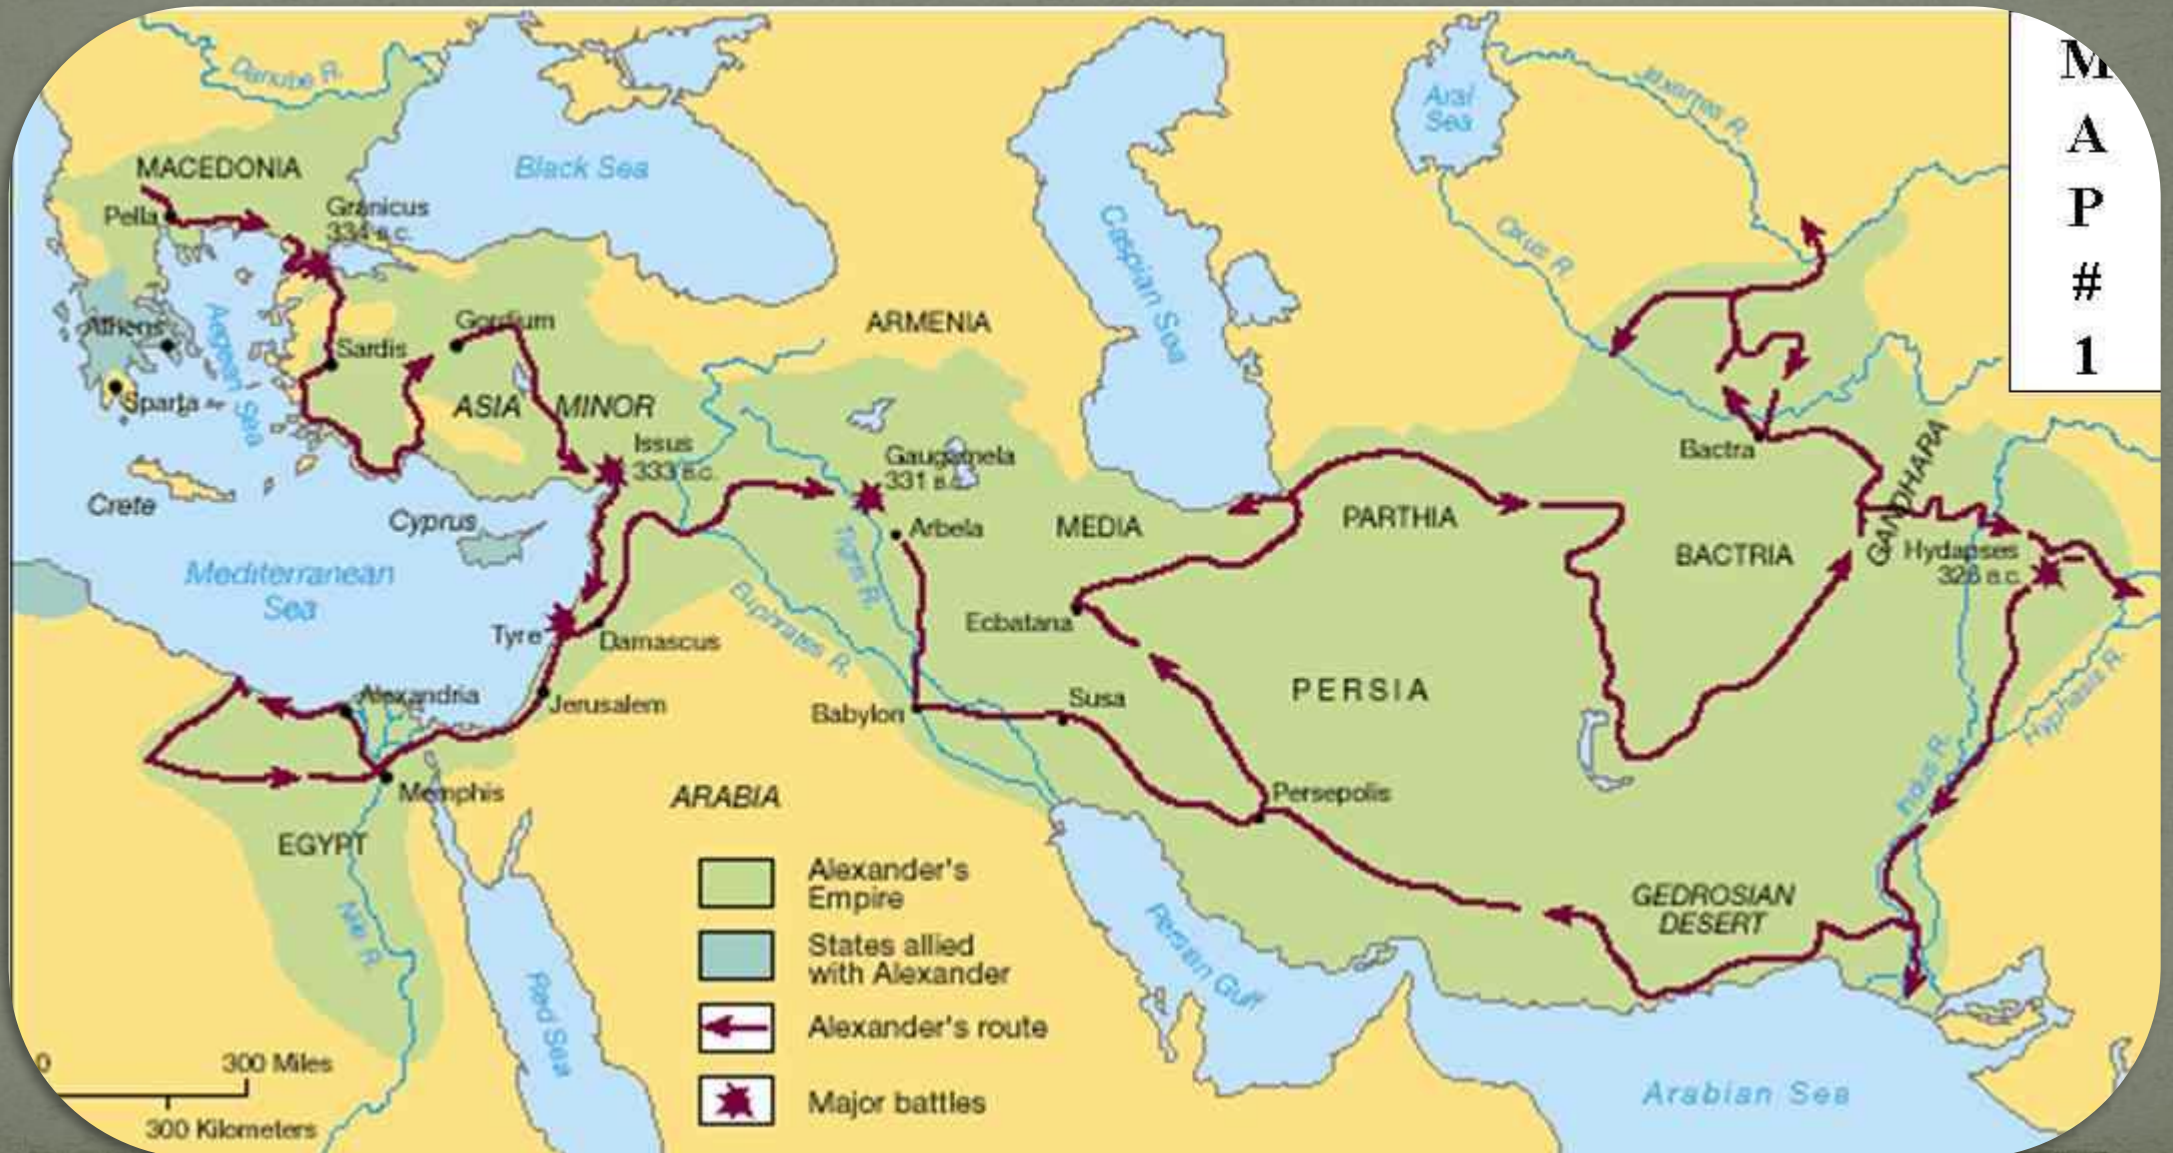 Danube R.
MACEDONIA
Pella
Granicus
334 B.C.
Black Sea
Aral
Sea
Jaxartes R.
Oxus R.
Caspian Sea
M
A
P
#
1
Athens
Aegean Sea
Sardis
Gordium
ARMENIA
Sparta
ASIA MINOR
Issus
333 B.C.
Gaugamela
331 B.C.
Bactra
GANDHARA
Crete
Cyprus
Arbela
MEDIA
PARTHIA
BACTRIA
Hydapses
326 B.C.
Mediterranean
Sea
Tigris R.
Euphrates R.
Tyre
Damascus
Ecbatana
Alexandria
Jerusalem
Babylon
Susa
PERSIA
Hyphasis R.
Indus R.
Memphis
ARABIA
Persepolis
EGYPT
Nile R.
Red Sea
Persian Gulf
GEDROSIAN
DESERT
Alexander's
Empire
States allied
with Alexander
Alexander's route
Major battles
0 300 Miles
300 Kilometers
Arabian Sea